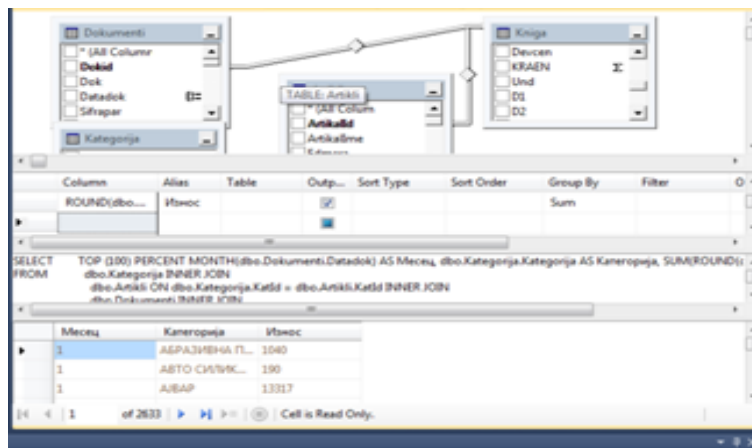 Dokumenti
* (All Columr
Dokid
Dok
Datadok
Sifrapar
Kategorija
TABLE: Artikli
* (All Colum
ArtikalId
ArtikalIme
Kniga
Devcen
KRAEN
Und
D1
D2
Column Alias Table Outp... Sort Type Sort Order Group By Filter O
ROUND(dbo.... Износ Sum
SELECT TOP (100) PERCENT MONTH(dbo.Dokumenti.Datadok) AS Месец, dbo.Kategorija.Kategorija AS Категорија, SUM(ROUND(
FROM dbo.Kategorija INNER JOIN
dbo.Artikli ON dbo.Kategorija.KatId = dbo.Artikli.KatId INNER JOIN
dbo.Dokumenti INNER JOIN
Месец Категорија Износ
1 АБРАЗИВНА П... 1040
1 АВТО СИЛИК... 190
1 АЈВАР 13317
1 of 2633 Cell is Read Only.